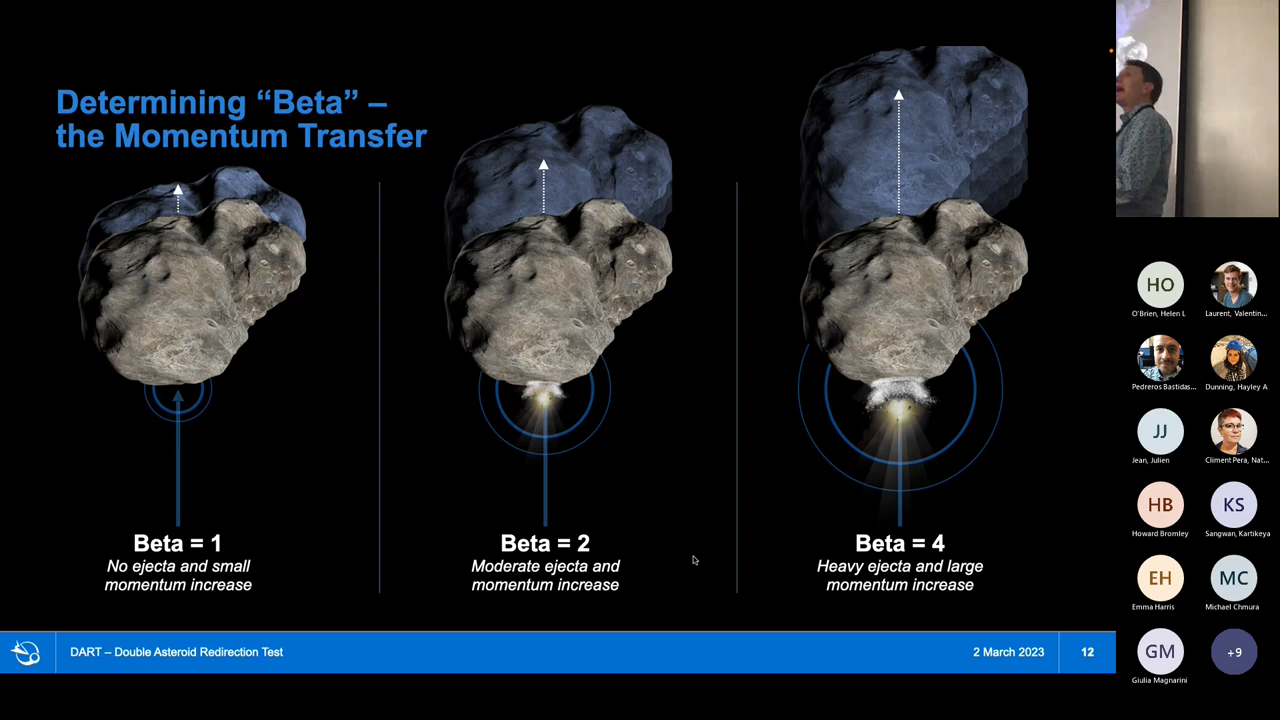 Determining “Beta” –
the Momentum Transfer
Beta = 1
No ejecta and small
momentum increase
Beta = 2
Moderate ejecta and
momentum increase
Beta = 4
Heavy ejecta and large
momentum increase
DART – Double Asteroid Redirection Test
2 March 2023
12
HO
O'Brien, Helen L
Laurent, Valentin...
Pedreros Bastidas...
Dunning, Hayley A
JJ
Jean, Julien
Climent Pera, Nat...
HB
Howard Bromley
KS
Sangwan, Kartikeya
EH
Emma Harris
MC
Michael Chmura
GM
Giulia Magnarini
+9